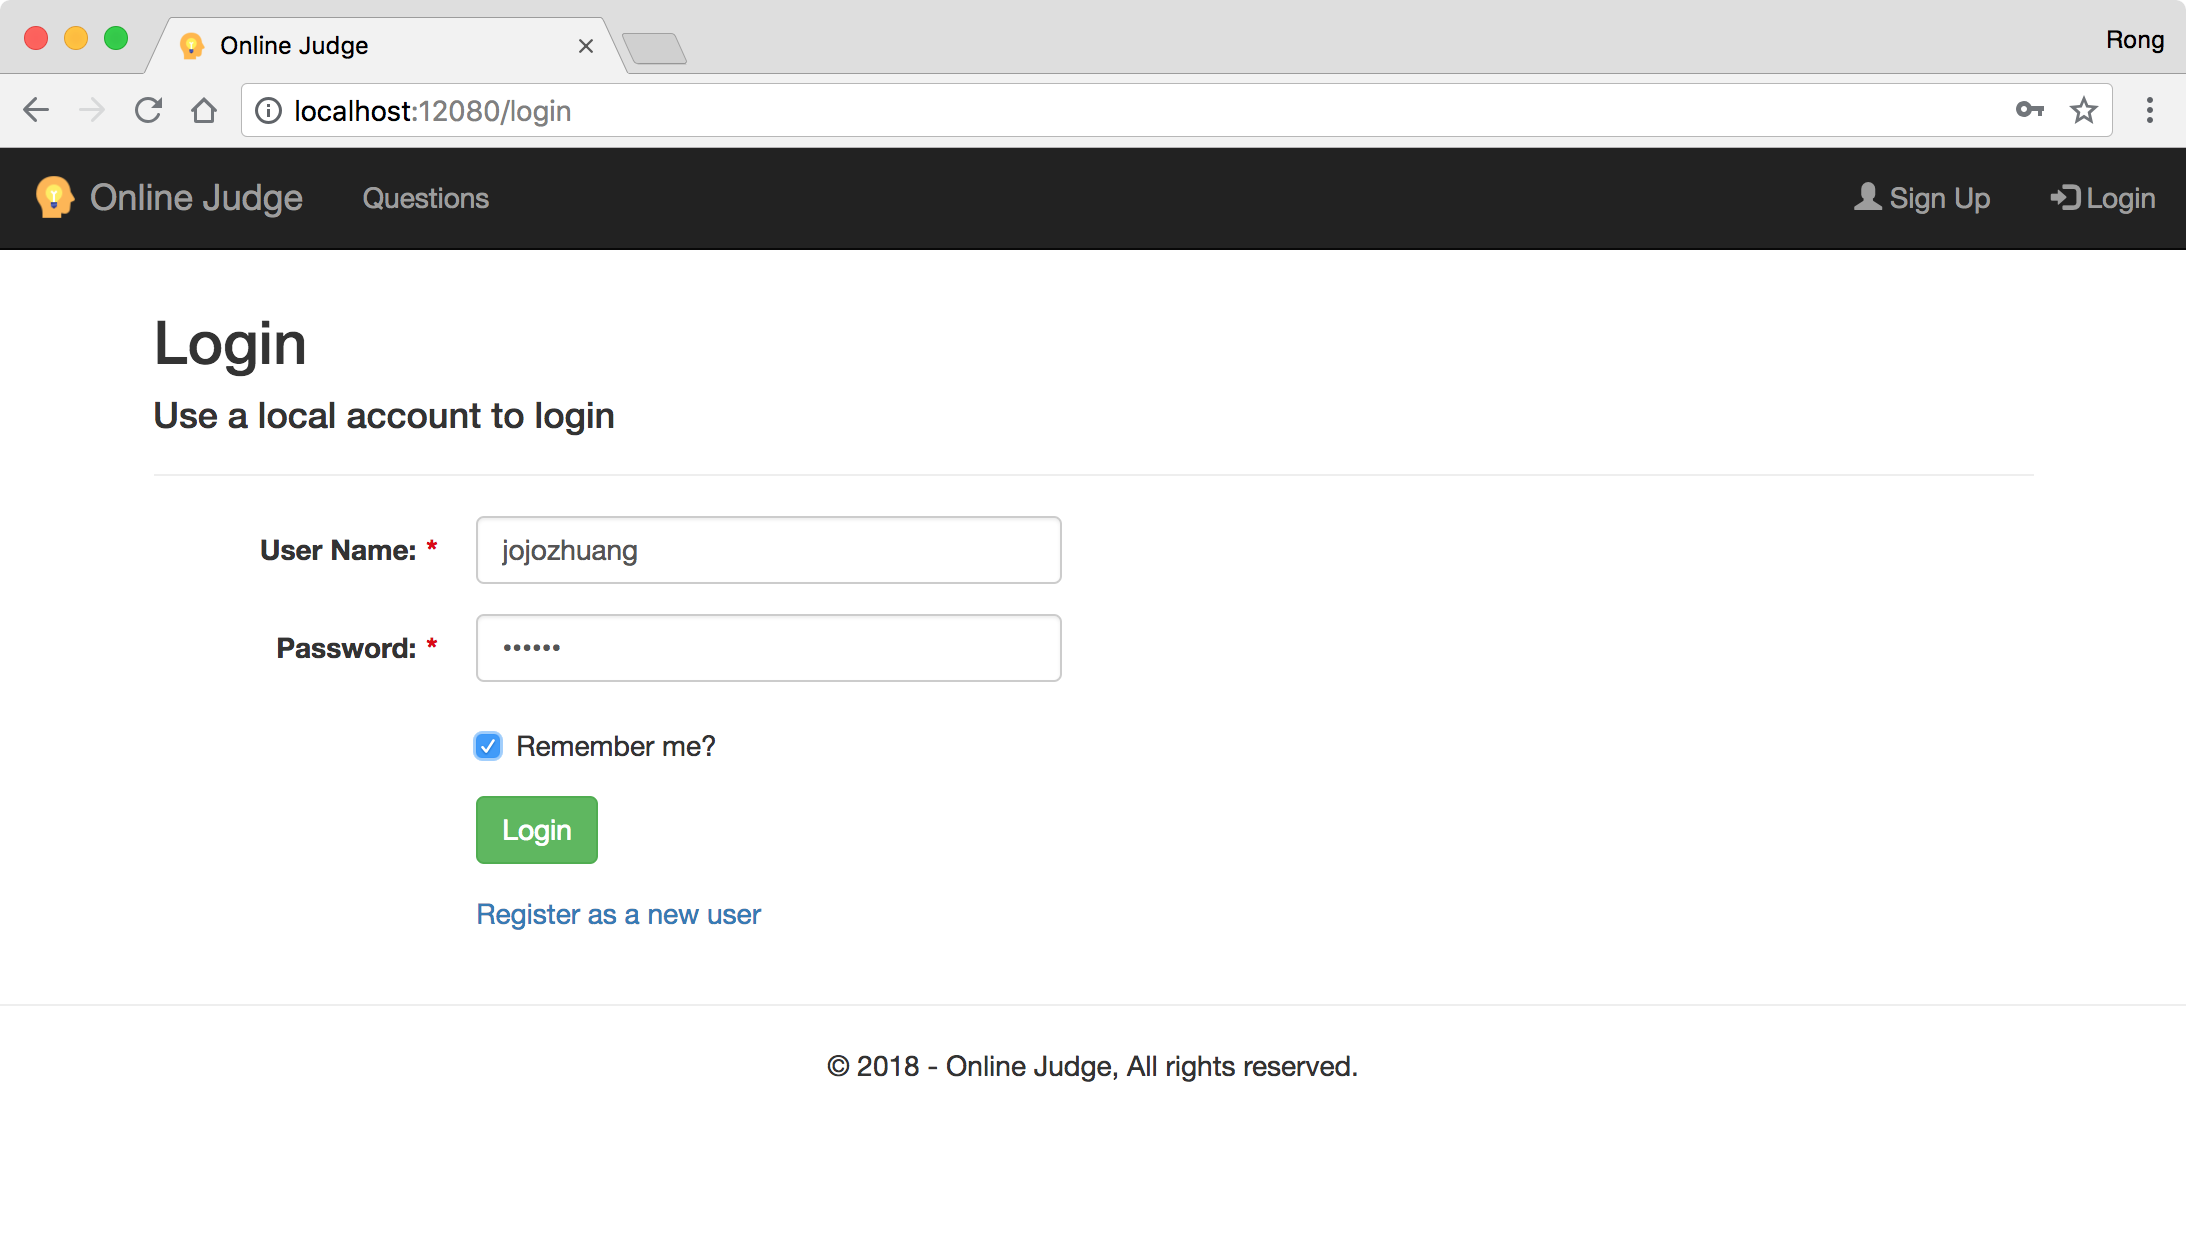 Online Judge
Rong
localhost:12080/login
Online Judge Questions Sign Up Login
Login
Use a local account to login
User Name: * jojozhuang
Password: * ••••••
Remember me?
Login
Register as a new user
© 2018 - Online Judge, All rights reserved.